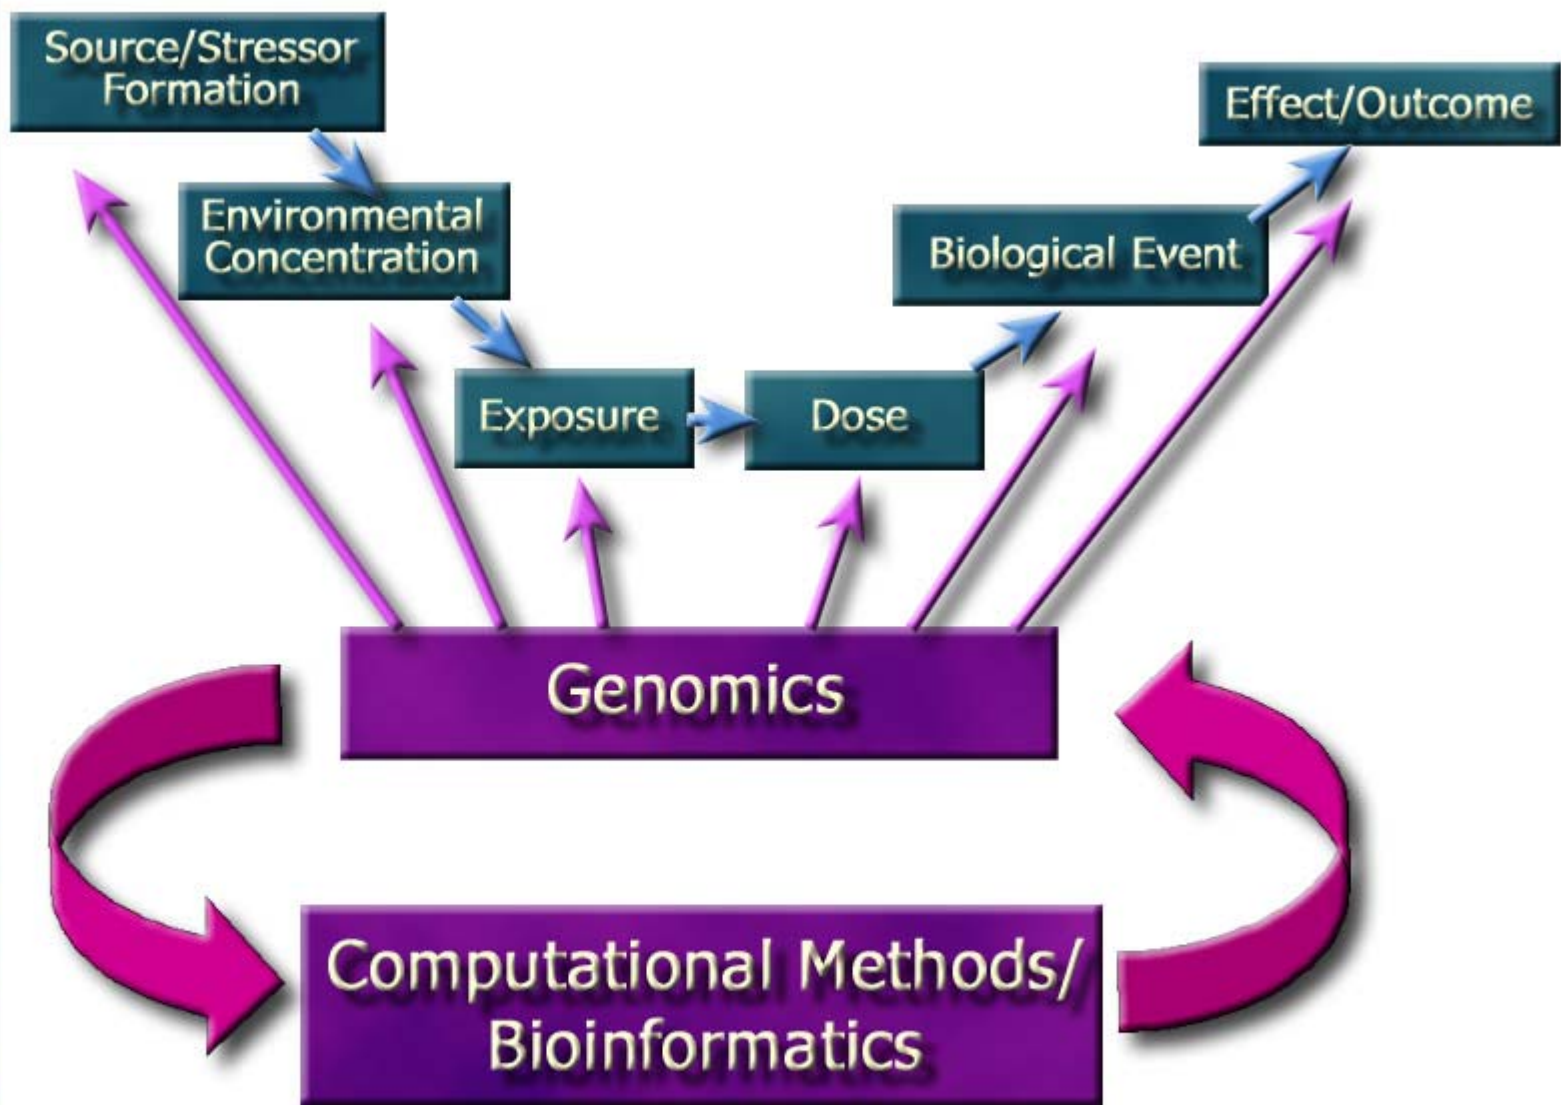 Source/Stressor
Formation
Effect/Outcome
Environmental
Concentration
Biological Event
Exposure
Dose
Genomics
Computational Methods/
Bioinformatics